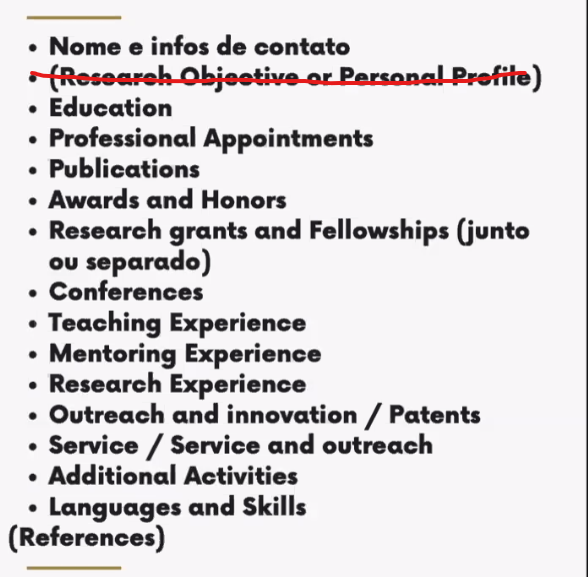 • Nome e infos de contato
• (Research Objective or Personal Profile)
• Education
• Professional Appointments
• Publications
• Awards and Honors
• Research grants and Fellowships (junto
ou separado)
• Conferences
• Teaching Experience
• Mentoring Experience
• Research Experience
• Outreach and innovation / Patents
• Service / Service and outreach
• Additional Activities
• Languages and Skills
(References)